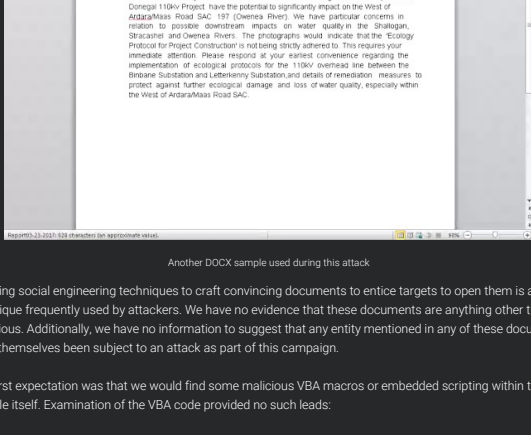 Donegal 110kV Project have the potential to significantly impact on the West of
Ardara/Maas Road SAC 197 (Owenea River). We have particular concerns in
relation to possible downstream impacts on water quality in the Shallogan,
Stracashel and Owenea Rivers. The photographs would indicate that the 'Ecology
Protocol for Project Construction' is not being strictly adhered to. This requires your
immediate attention. Please respond at your earliest convenience regarding the
implementation of ecological protocols for the 110kV overhead line between the
Binbane Substation and Letterkenny Substation,and details of remediation measures to
protect against further ecological damage and loss of water quality, especially within
the West of Ardara/Maas Road SAC.
Report03-23-2017: 828 characters (an approximate value).
90%
Another DOCX sample used during this attack
ing social engineering techniques to craft convincing documents to entice targets to open them is a
ique frequently used by attackers. We have no evidence that these documents are anything other t
ious. Additionally, we have no information to suggest that any entity mentioned in any of these docu
themselves been subject to an attack as part of this campaign.
rst expectation was that we would find some malicious VBA macros or embedded scripting within t
le itself. Examination of the VBA code provided no such leads: